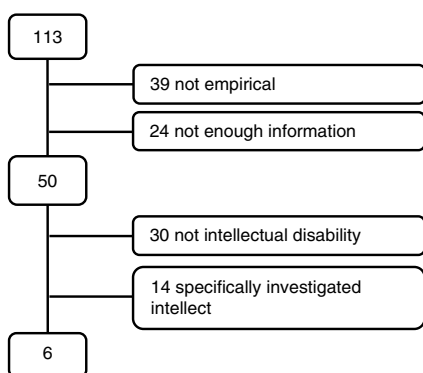 113
39 not empirical
24 not enough information
50
30 not intellectual disability
14 specifically investigated
intellect
6